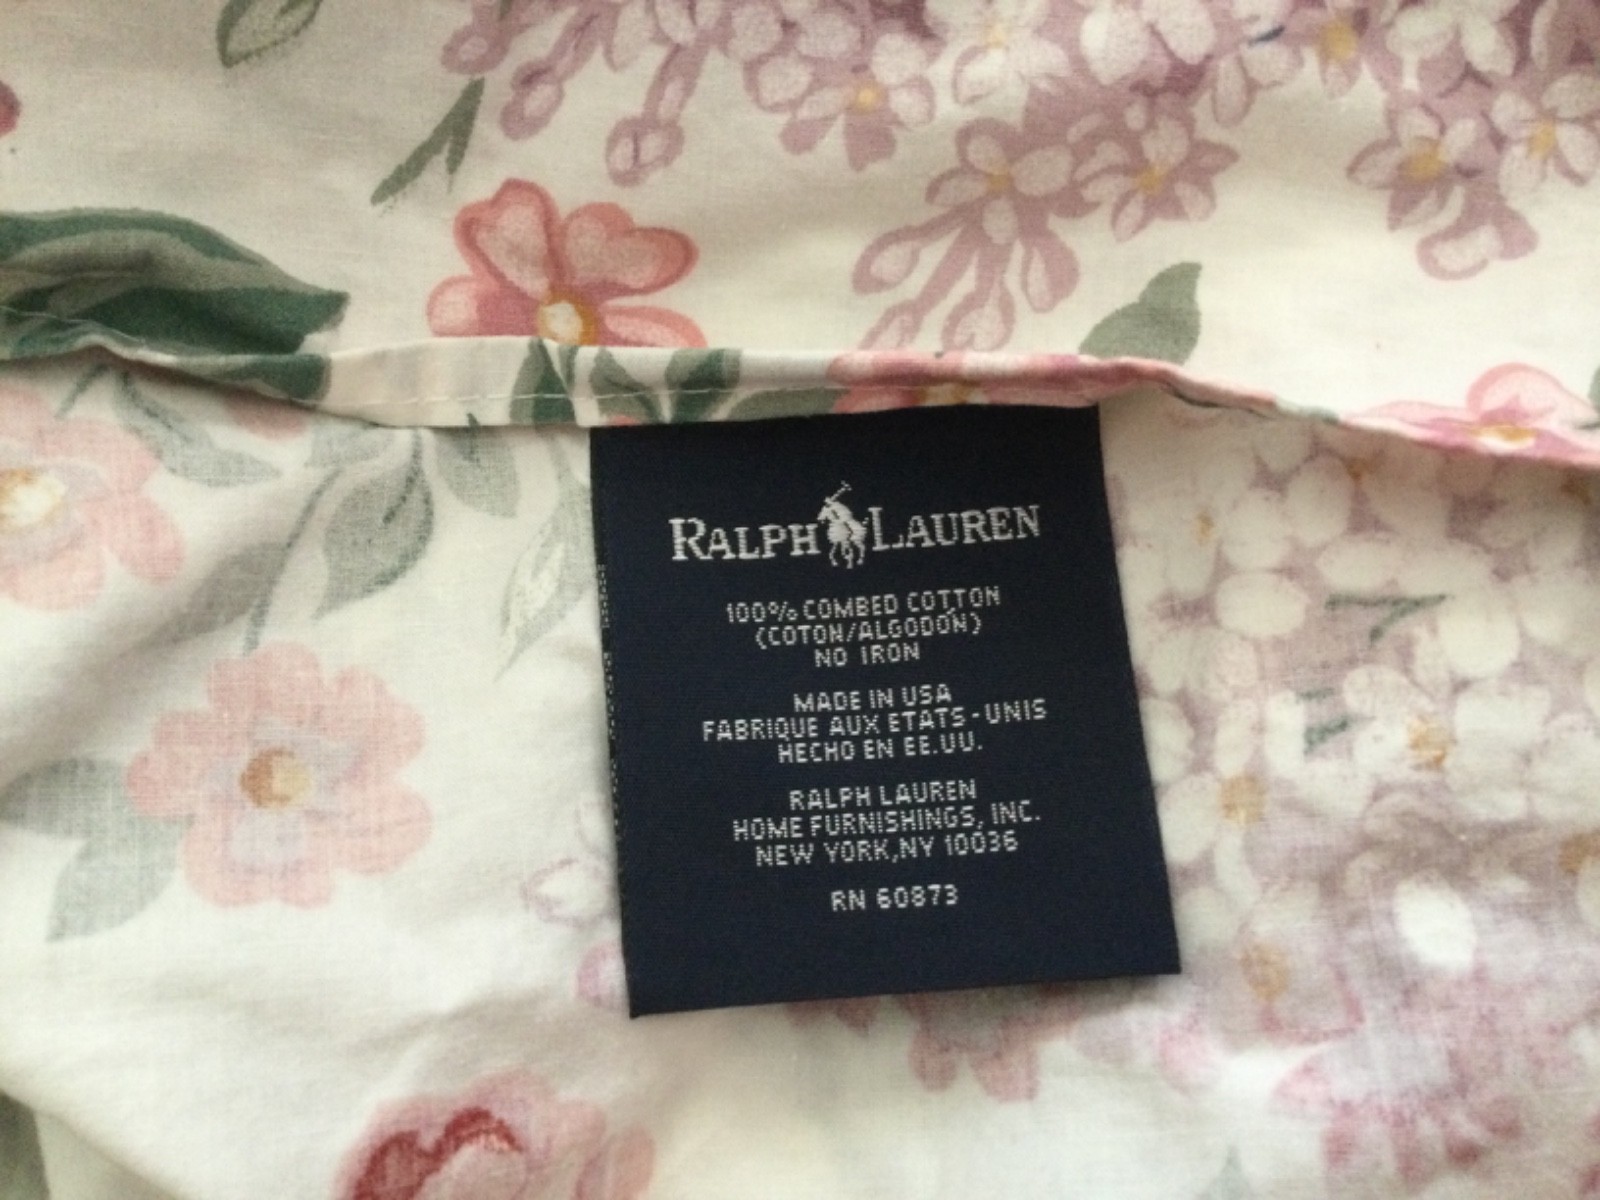 RALPH LAUREN
100% COMBED COTTON
(COTON/ALGODÓN)
NO IRON
MADE IN USA
FABRIQUE AUX ETATS-UNIS
HECHO EN EE.UU.
RALPH LAUREN
HOME FURNISHINGS, INC.
NEW YORK,NY 10036
RN 60873